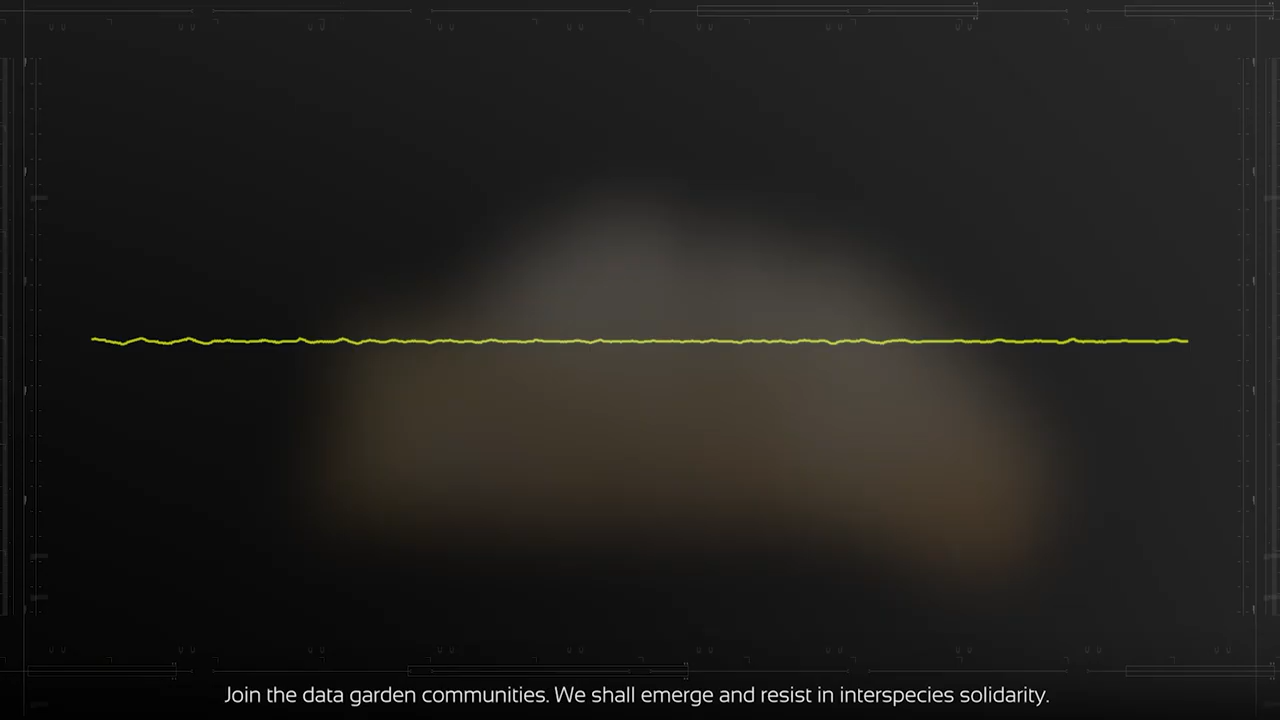 Join the data garden communities. We shall emerge and resist in interspecies solidarity.